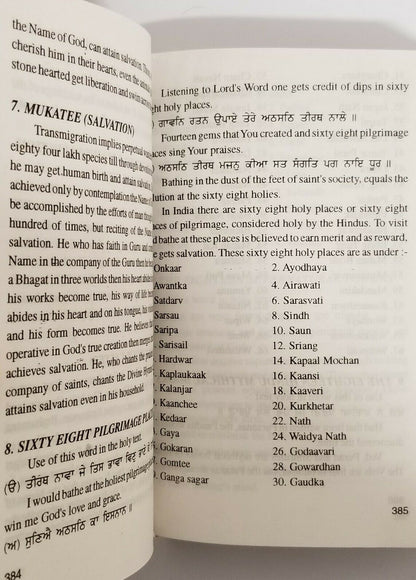 the Name of God, can attain salvation.
cherish him in their hearts, even the
stone hearted get liberation and swim
7. MUKATEE (SALVATION)
Transmigration implies perpetual
eighty four lakh species till through
he may get human birth and attain
achieved only by contemplation the Name
be accomplished by the efforts of man though
hundred of times, but reciting of the Name
salvation. He who has faith in Guru and
Name in the company of the Guru there
a Bhagat in three worlds then his heart
his works become true, his way of life
abides in his heart and on his tongue, his
and his form becomes true. He believes
operative in God's true creation then
achieves salvation. He, who chants the
company of saints, chants the Divine
attains salvation even in his household.
8. SIXTY EIGHT PILGRIMAGE
Use of this word in the holy text.
(ੳ) ਤੀਰਥ ਨਾਵਾ ਜੇ ਤਿਸ ਭਾਵਾ ਵਿਣੁ ਭਾਣੇ
I would bathe at the holiest pilgrimage
win me God's love and grace.
(ਅ) ਸੁਣਿਐ ਅਠਸਠਿ ਕਾ ਇਸਨਾਨ ॥
384
Listening to Lord's Word one gets credit of dips in sixty
eight holy places.
ਗਾਵਨਿ ਰਤਨ ਉਪਾਏ ਤੇਰੇ ਅਠਸਠਿ ਤੀਰਥ ਨਾਲੇ ॥
Fourteen gems that You created and sixty eight pilgrimage
places sing Your praises.
ਅਠਸਠਿ ਤੀਰਥ ਮਜਨੁ ਕੀਆ ਸਤ ਸੰਗਤਿ ਪਗ ਨਾਇ ਧੂਰ ॥
Bathing in the dust of the feet of saint's society, equals the
olution at the sixty eight holies.
In India there are sixty eight holy places or sixty eight
aces of pilgrimage, considered holy by the Hindus. To visit
d bathe at these places is believed to earn merit and as reward,
e gets salvation. These sixty eight holy places are as under :-
Onkaar 2. Ayodhaya
Awantka 4. Airawati
Satdarv 6. Sarasvati
Sarsau 8. Sindh
Saripa 10. Saun
Sarisail 12. Sriang
Hardwar 14. Kapaal Mochan
Kaplaukaak 16. Kaansi
Kalanjar 18. Kaaveri
Kaanchee 20. Kurkhetar
Kedaar 22. Nath
Gaya 24. Waidya Nath
Gokaran 26. Godaavari
Gomtee 28. Gowardhan
Ganga sagar 30. Gaudka
385